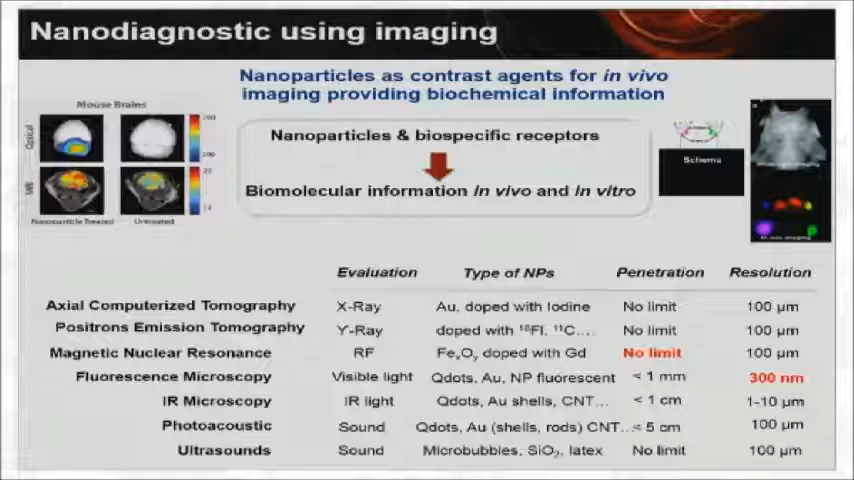 Nanodiagnostic using imaging
Nanoparticles as contrast agents for in vivo
imaging providing biochemical information
Mouse Brains
Optical
MR
Nanoparticle Treated
Untreated
Nanoparticles & biospecific receptors
Biomolecular information In vivo and In vitro
Schema
In vivo imaging
Evaluation Type of NPs Penetration Resolution
Axial Computerized Tomography X-Ray Au, doped with Iodine No limit 100 µm
Positrons Emission Tomography Y-Ray doped with ¹⁸Fl, ¹¹C.... No limit 100 µm
Magnetic Nuclear Resonance RF FeₓOᵧ doped with Gd No limit 100 µm
Fluorescence Microscopy Visible light Qdots, Au, NP fluorescent < 1 mm 300 nm
IR Microscopy IR light Qdots, Au shells, CNT... < 1 cm 1-10 µm
Photoacoustic Sound Qdots, Au (shells, rods) CNT... < 5 cm 100 µm
Ultrasounds Sound Microbubbles, SiO₂, latex No limit 100 µm